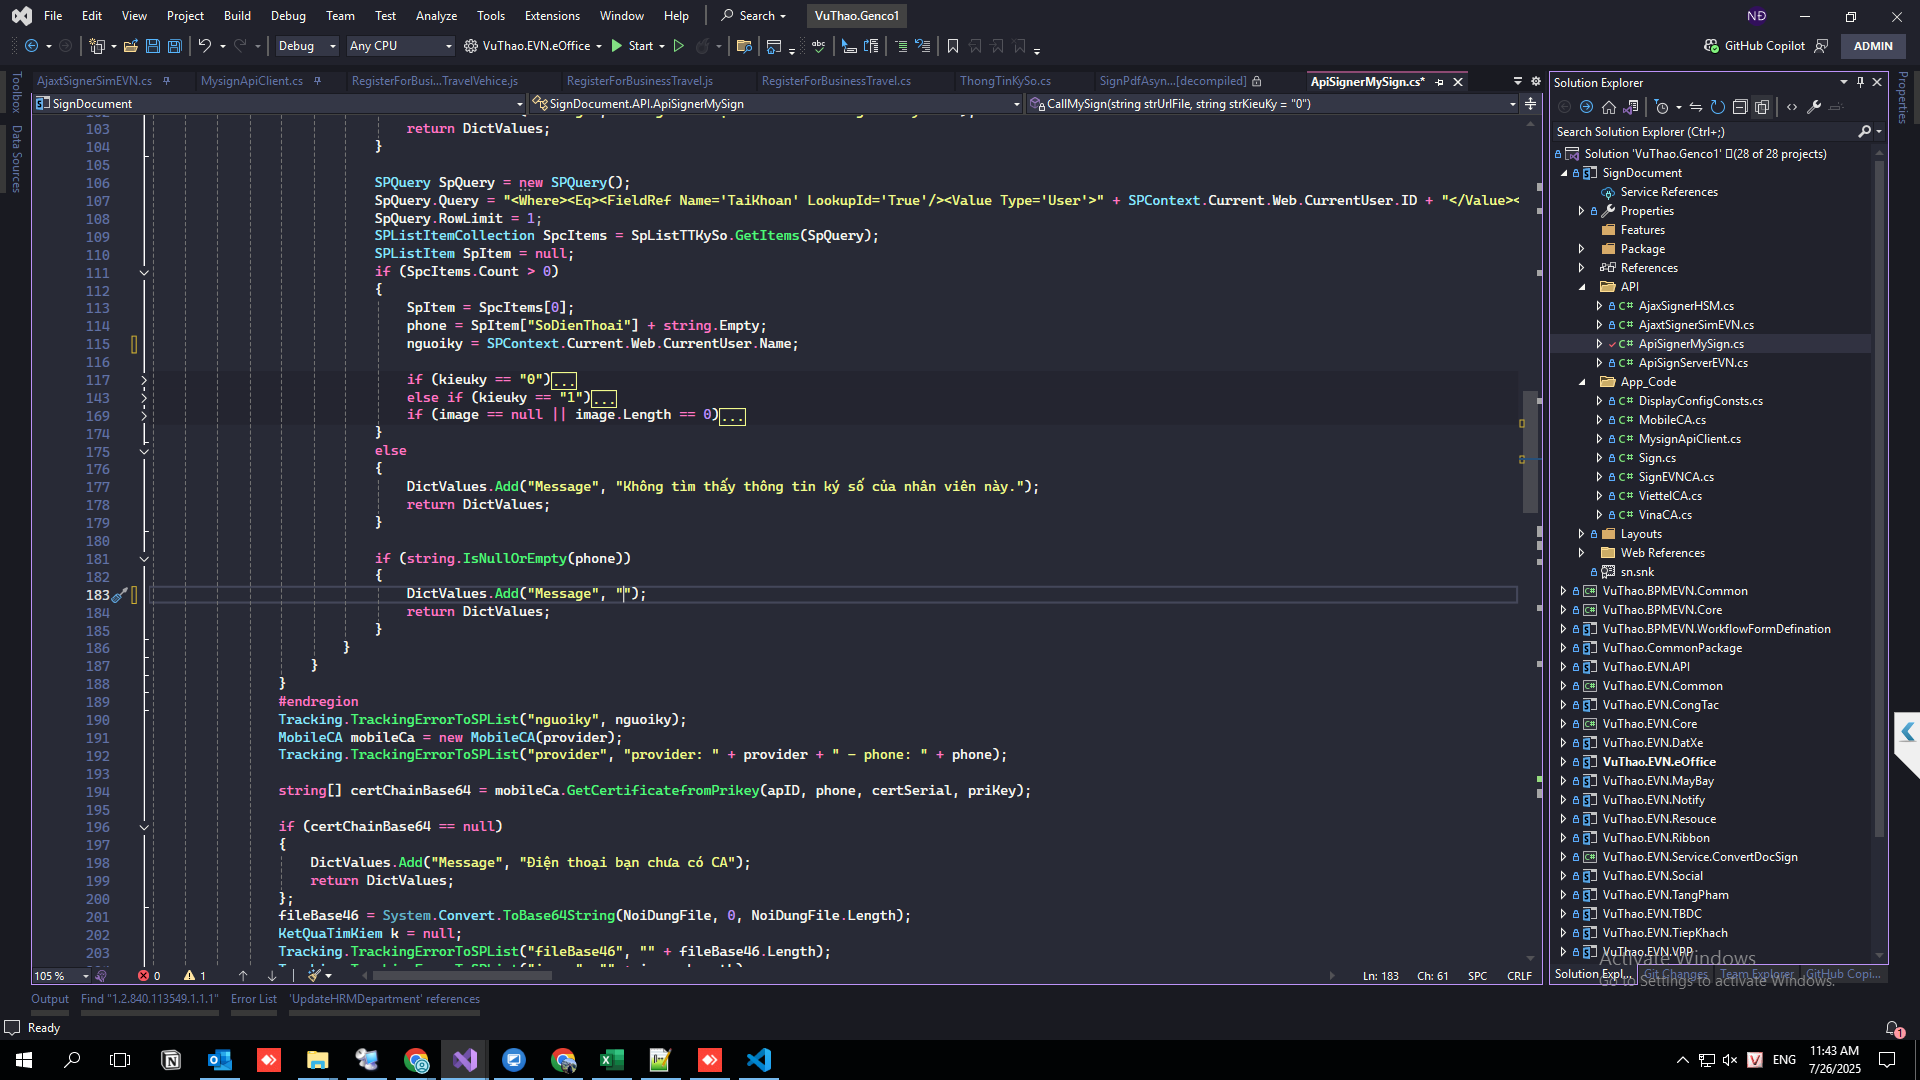 File Edit View Project Build Debug Team Test Analyze Tools Extensions Window Help Search VuThao.Genco1 NĐ
Debug Any CPU VuThao.EVN.eOffice Start GitHub Copilot ADMIN
AjaxtSignerSimEVN.cs MysignApiClient.cs RegisterForBusi...TravelVehice.js RegisterForBusinessTravel.js RegisterForBusinessTravel.cs ThongTinKySo.cs SignPdfAsyn...[decompiled] ApiSignerMySign.cs*
SignDocument SignDocument.API.ApiSignerMySign CallMySign(string strUrlFile, string strKieuKy = "0")
Toolbox
Data Sources
103 return DictValues;
104 }
105
106 SPQuery SpQuery = new SPQuery();
107 SpQuery.Query = "<Where><Eq><FieldRef Name='TaiKhoan' LookupId='True'/><Value Type='User'>" + SPContext.Current.Web.CurrentUser.ID + "</Value><
108 SpQuery.RowLimit = 1;
109 SPListItemCollection SpcItems = SpListTTKySo.GetItems(SpQuery);
110 SPListItem SpItem = null;
111 if (SpcItems.Count > 0)
112 {
113 SpItem = SpcItems[0];
114 phone = SpItem["SoDienThoai"] + string.Empty;
115 nguoiky = SPContext.Current.Web.CurrentUser.Name;
116
117 if (kieuky == "0")...
143 else if (kieuky == "1")...
169 if (image == null || image.Length == 0)...
174 }
175 else
176 {
177 DictValues.Add("Message", "Không tìm thấy thông tin ký số của nhân viên này.");
178 return DictValues;
179 }
180
181 if (string.IsNullOrEmpty(phone))
182 {
183 DictValues.Add("Message", "");
184 return DictValues;
185 }
186 }
187 }
188 }
189 #endregion
190 Tracking.TrackingErrorToSPList("nguoiky", nguoiky);
191 MobileCA mobileCa = new MobileCA(provider);
192 Tracking.TrackingErrorToSPList("provider", "provider: " + provider + " - phone: " + phone);
193
194 string[] certChainBase64 = mobileCa.GetCertificatefromPrikey(apID, phone, certSerial, priKey);
195
196 if (certChainBase64 == null)
197 {
198 DictValues.Add("Message", "Điện thoại bạn chưa có CA");
199 return DictValues;
200 };
201 fileBase46 = System.Convert.ToBase64String(NoiDungFile, 0, NoiDungFile.Length);
202 KetQuaTimKiem k = null;
203 Tracking.TrackingErrorToSPList("fileBase46", "" + fileBase46.Length);
105 % 0 1 Ln: 183 Ch: 61 SPC CRLF
Output Find "1.2.840.113549.1.1.1" Error List 'UpdateHRMDepartment' references
Ready
Solution Explorer
Search Solution Explorer (Ctrl+;)
Solution 'VuThao.Genco1' (28 of 28 projects)
SignDocument
Service References
Properties
Features
Package
References
API
AjaxSignerHSM.cs
AjaxtSignerSimEVN.cs
ApiSignerMySign.cs
ApiSignServerEVN.cs
App_Code
DisplayConfigConsts.cs
MobileCA.cs
MysignApiClient.cs
Sign.cs
SignEVNCA.cs
ViettelCA.cs
VinaCA.cs
Layouts
Web References
sn.snk
VuThao.BPMEVN.Common
VuThao.BPMEVN.Core
VuThao.BPMEVN.WorkflowFormDefination
VuThao.CommonPackage
VuThao.EVN.API
VuThao.EVN.Common
VuThao.EVN.CongTac
VuThao.EVN.Core
VuThao.EVN.DatXe
VuThao.EVN.eOffice
VuThao.EVN.MayBay
VuThao.EVN.Notify
VuThao.EVN.Resouce
VuThao.EVN.Ribbon
VuThao.EVN.Service.ConvertDocSign
VuThao.EVN.Social
VuThao.EVN.TangPham
VuThao.EVN.TBDC
VuThao.EVN.TiepKhach
VuThao.EVN.VPP
Solution Expl... Git Changes Team Explorer GitHub Copi...
Activate Windows
Go to Settings to activate Windows.
Properties
1
ENG 11:43 AM
7/26/2025